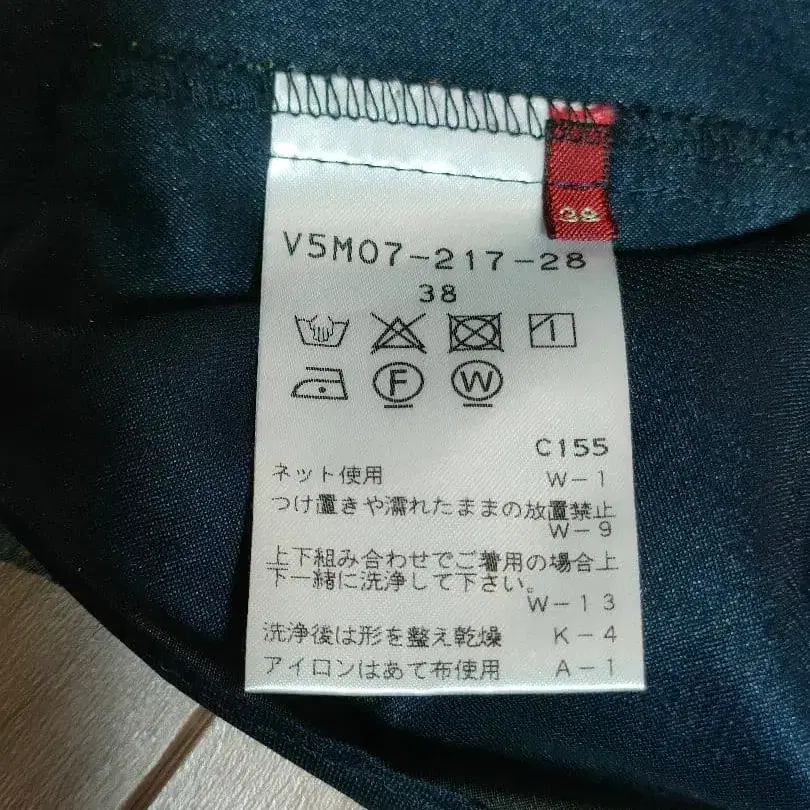 38
V5M07-217-28
38
F W
C155
ネット使用 W-1
つけ置きや濡れたままの放置禁止
W-9
上下組み合わせでご着用の場合上
下一緒に洗浄して下さい。
W-13
洗浄後は形を整え乾燥 K-4
アイロンはあて布使用 A-1